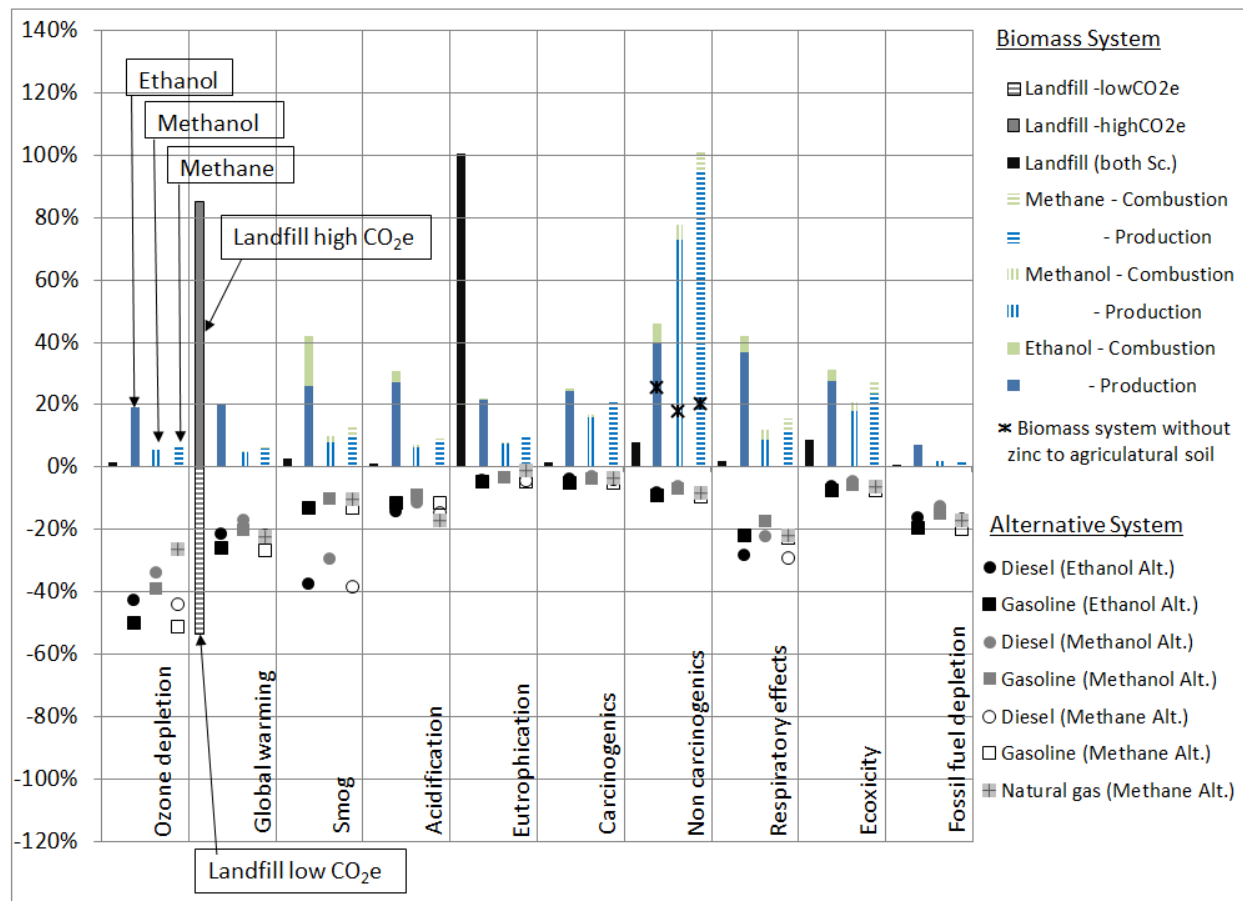 140%
120%
100%
80%
60%
40%
20%
0%
-20%
-40%
-60%
-80%
-100%
-120%
Ethanol
Methanol
Methane
Landfill high CO₂e
Landfill low CO₂e
Ozone depletion
Global warming
Smog
Acidification
Eutrophication
Carcinogenics
Non carcinogenics
Respiratory effects
Ecoxicity
Fossil fuel depletion
Biomass System
Landfill -lowCO2e
Landfill -highCO2e
Landfill (both Sc.)
Methane - Combustion
- Production
Methanol - Combustion
- Production
Ethanol - Combustion
- Production
Biomass system without
zinc to agriculatural soil
Alternative System
Diesel (Ethanol Alt.)
Gasoline (Ethanol Alt.)
Diesel (Methanol Alt.)
Gasoline (Methanol Alt.)
Diesel (Methane Alt.)
Gasoline (Methane Alt.)
Natural gas (Methane Alt.)